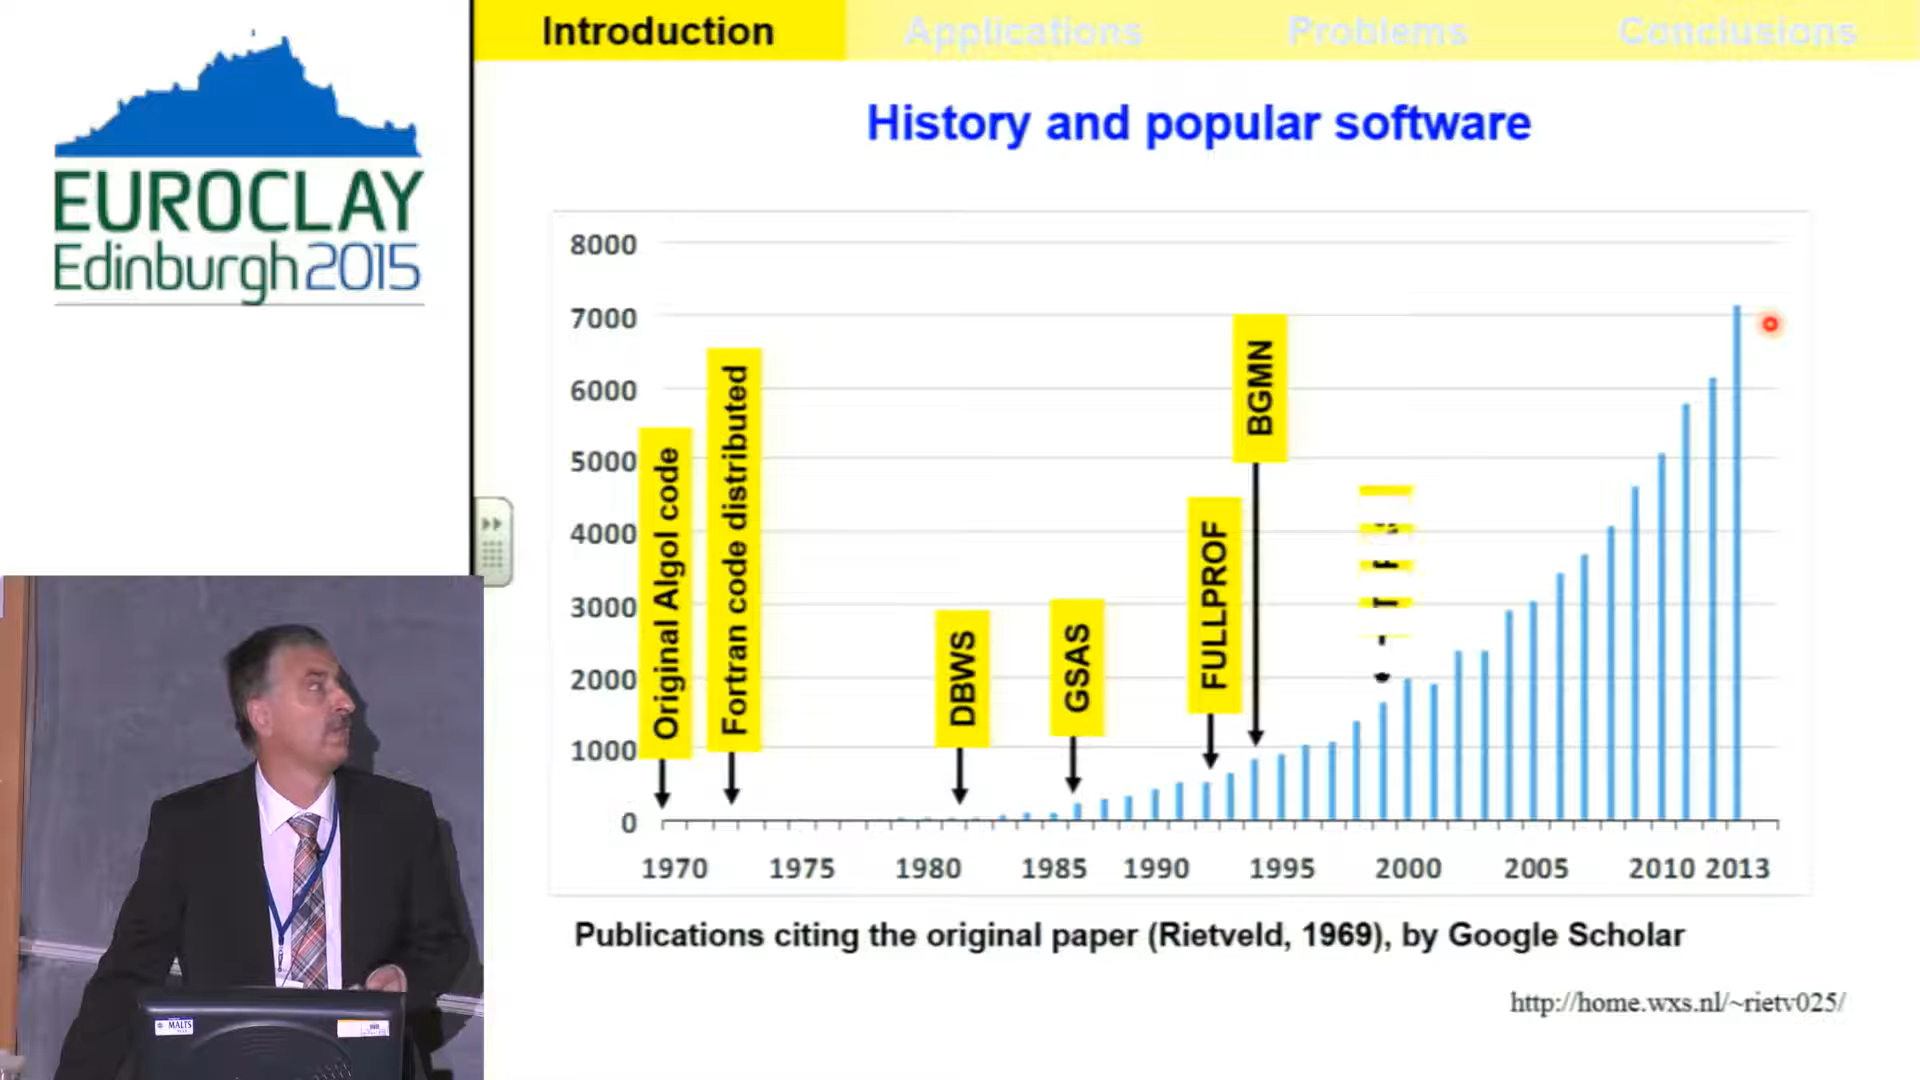 EUROCLAY
Edinburgh 2015
Introduction
Applications
Problems
Conclusions
History and popular software
8000
7000
6000
5000
4000
3000
2000
1000
0
Original Algol code
Fortran code distributed
DBWS
GSAS
FULLPROF
BGMN
1970 1975 1980 1985 1990 1995 2000 2005 2010 2013
Publications citing the original paper (Rietveld, 1969), by Google Scholar
http://home.wxs.nl/~rietv025/
MALTS